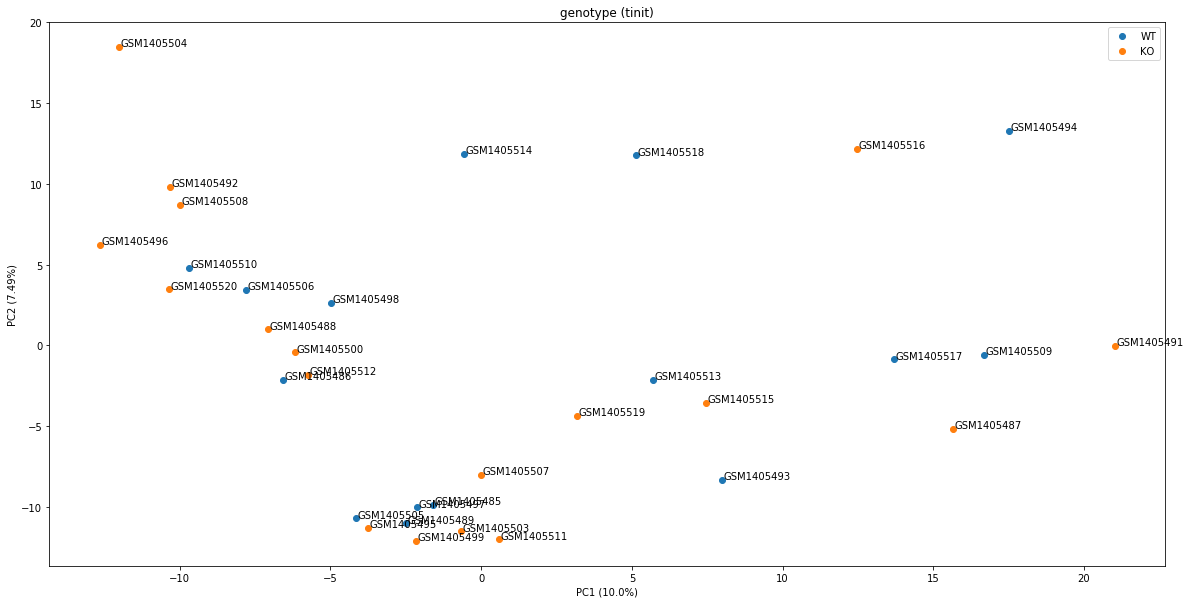 genotype (tinit)
WT
KO
PC2 (7.49%)
20
15
10
5
0
−5
−10
GSM1405504
GSM1405494
GSM1405514
GSM1405518
GSM1405516
GSM1405492
GSM1405508
GSM1405496
GSM1405510
GSM1405520
GSM1405506
GSM1405498
GSM1405488
GSM1405500
GSM1405491
GSM1405509
GSM1405517
GSM1405512
GSM1405486
GSM1405513
GSM1405515
GSM1405519
GSM1405487
GSM1405507
GSM1405493
GSM1405485
GSM1405497
GSM1405505
GSM1405489
GSM1405495
GSM1405503
GSM1405499
GSM1405511
−10
−5
0
5
10
15
20
PC1 (10.0%)